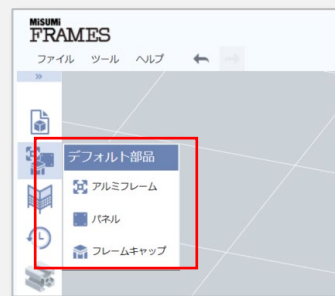 MiSUMi
FRAMES
ファイル ツール ヘルプ
»
デフォルト部品
アルミフレーム
パネル
フレームキャップ